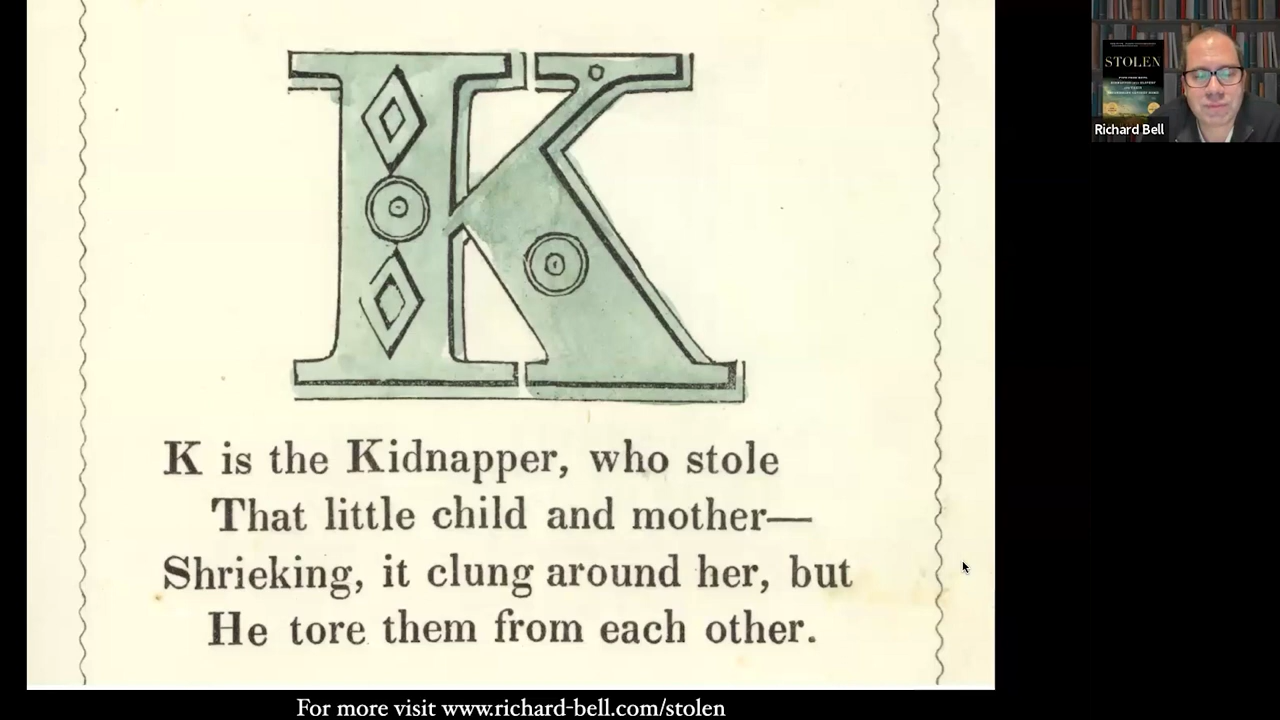 K
K is the Kidnapper, who stole
That little child and mother—
Shrieking, it clung around her, but
He tore them from each other.
For more visit www.richard-bell.com/stolen
STOLEN
Richard Bell